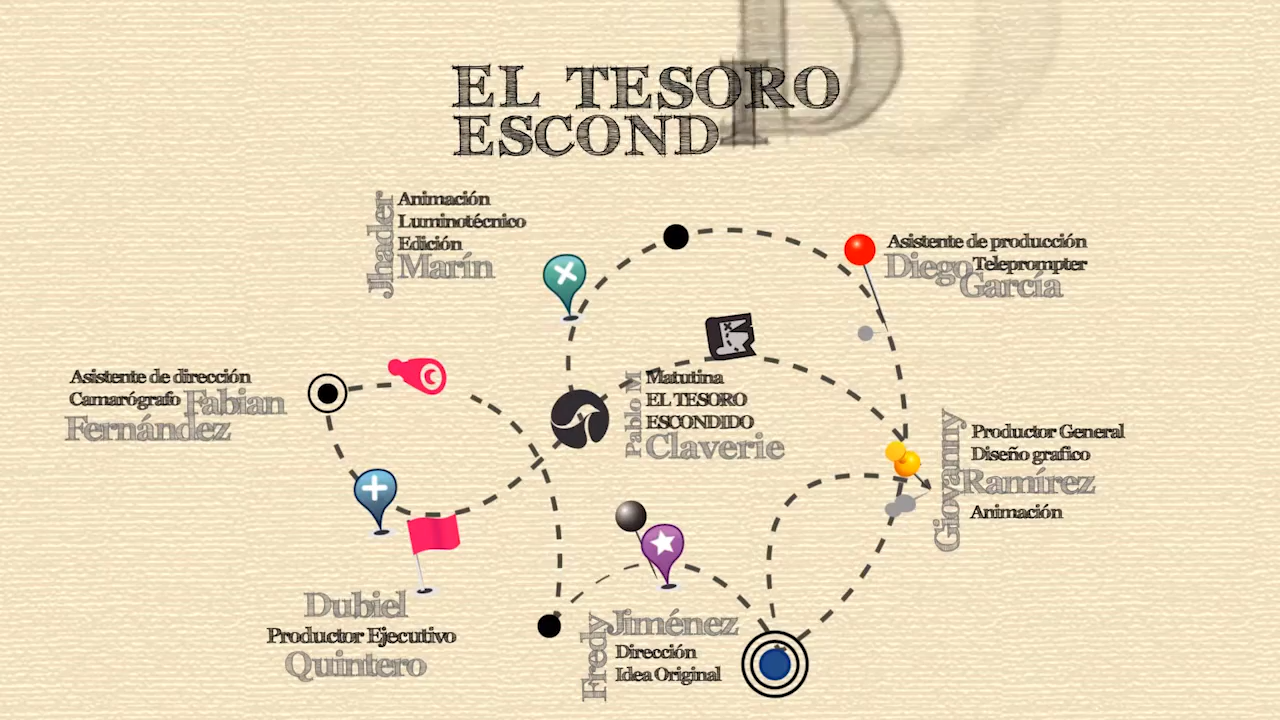 EL TESORO
ESCONDI
D
Jhader
Animación
Luminotécnico
Edición
Marín
Asistente de producción
Teleprompter
Diego
García
Asistente de dirección
Camarógrafo
Fabian
Fernández
Pablo M
Matutina
EL TESORO
ESCONDIDO
Claverie
Giovanny
Productor General
Diseño grafico
Ramírez
Animación
Dubiel
Productor Ejecutivo
Quintero
Fredy
Jiménez
Dirección
Idea Original